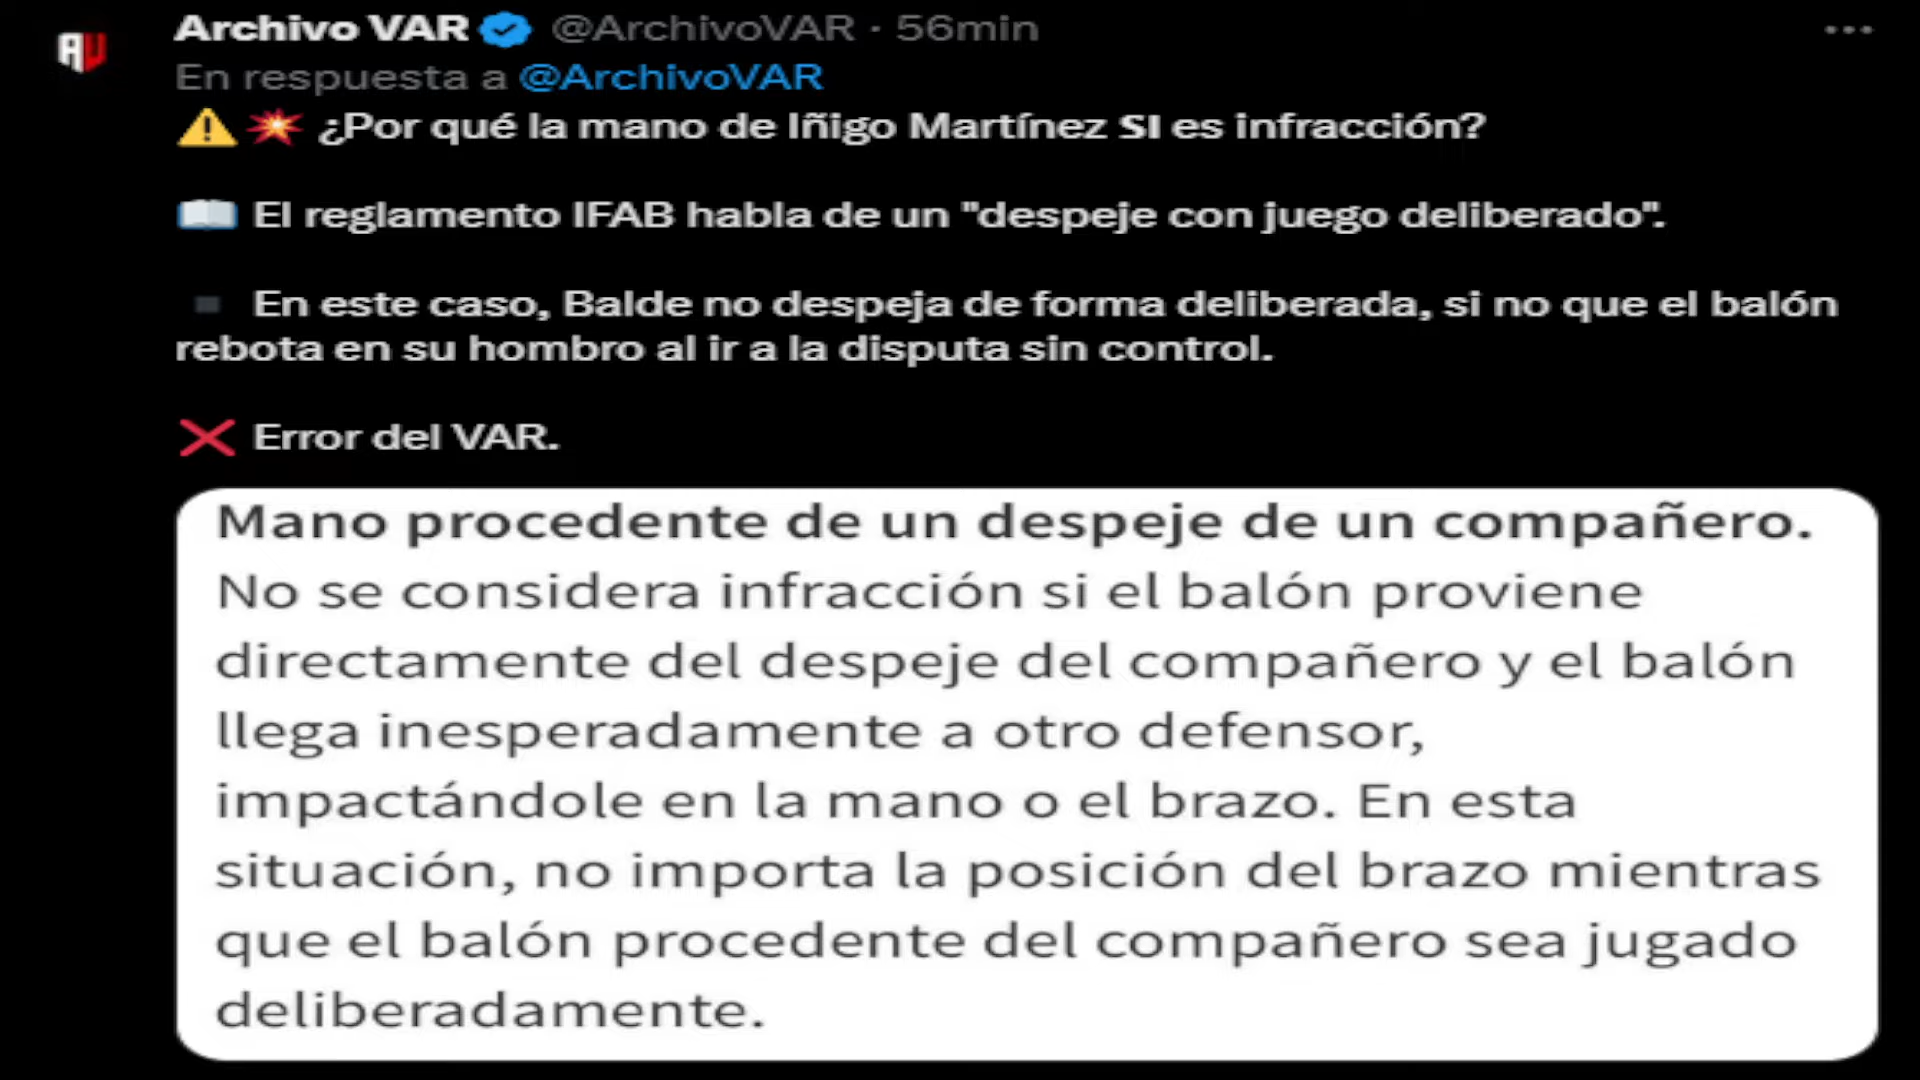 AV
Archivo VAR @ArchivoVAR · 56min
En respuesta a @ArchivoVAR
¿Por qué la mano de Iñigo Martínez SI es infracción?
El reglamento IFAB habla de un "despeje con juego deliberado".
En este caso, Balde no despeja de forma deliberada, si no que el balón
rebota en su hombro al ir a la disputa sin control.
Error del VAR.
Mano procedente de un despeje de un compañero.
No se considera infracción si el balón proviene
directamente del despeje del compañero y el balón
llega inesperadamente a otro defensor,
impactándole en la mano o el brazo. En esta
situación, no importa la posición del brazo mientras
que el balón procedente del compañero sea jugado
deliberadamente.